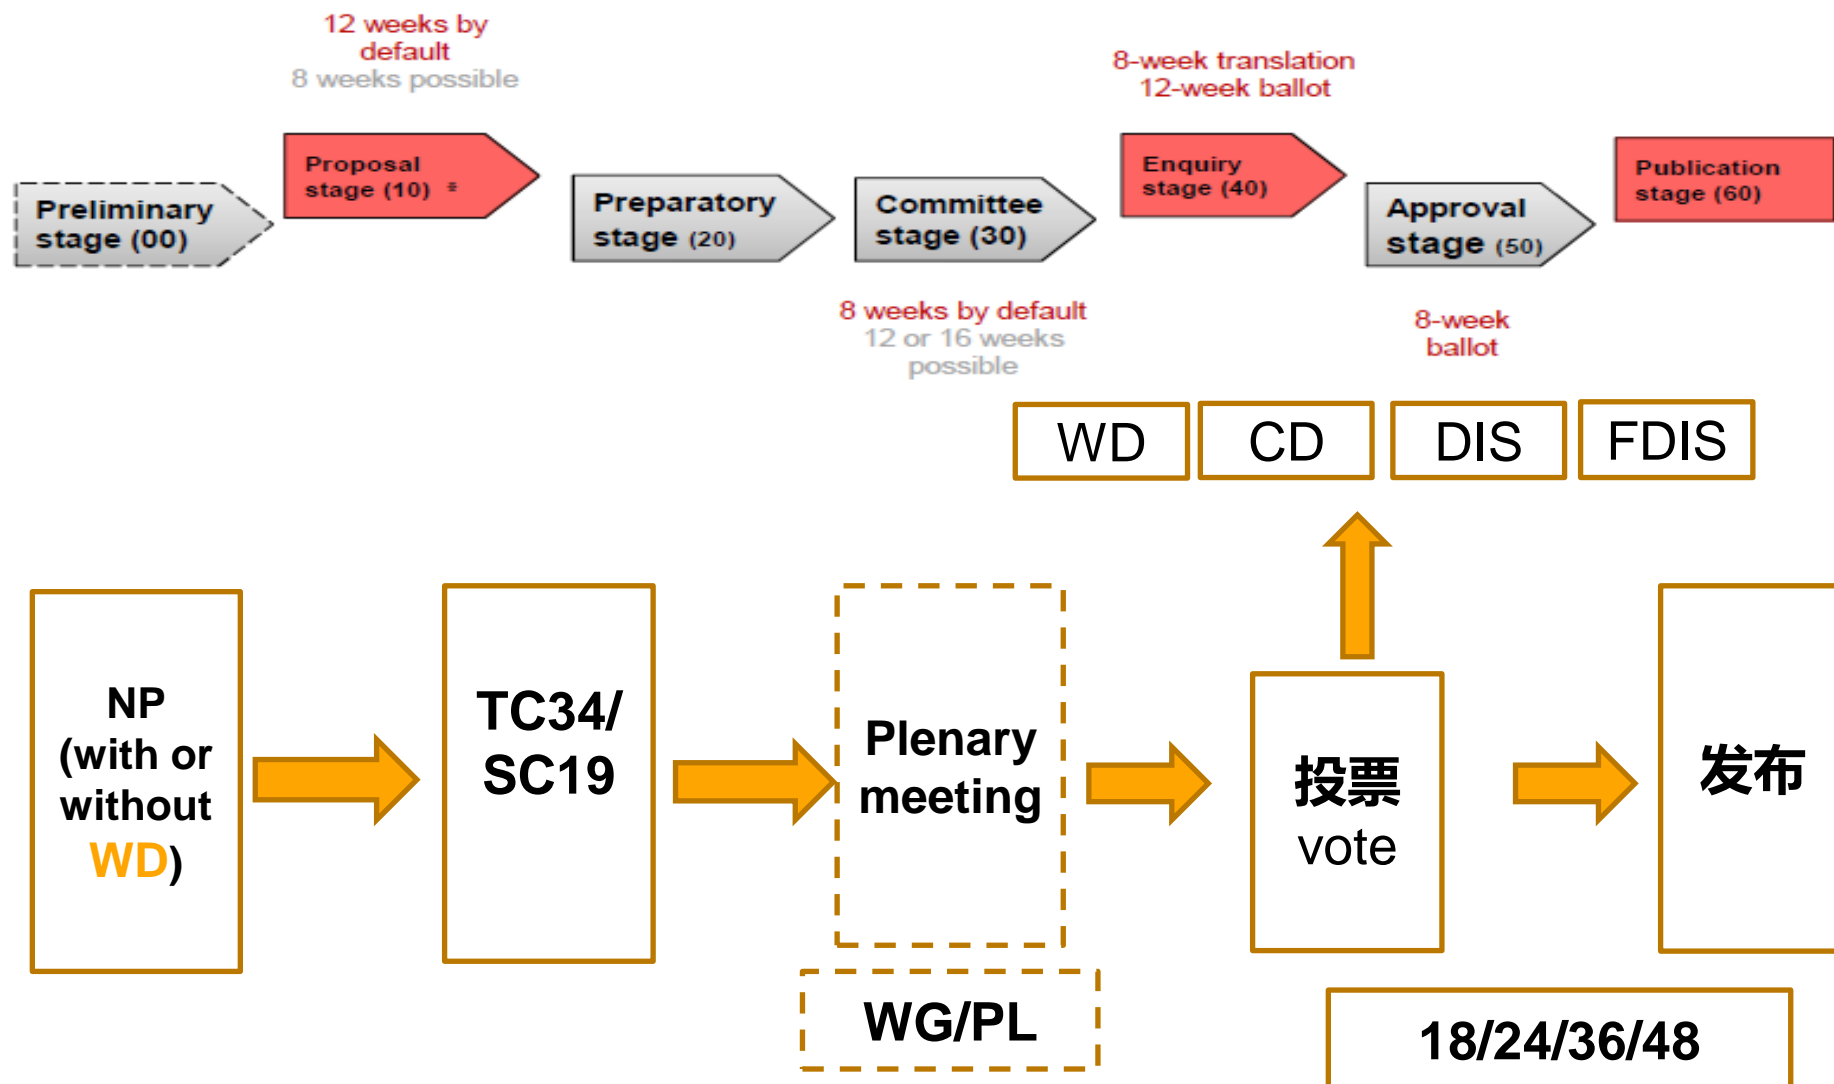 12 weeks by
default
8 weeks possible
8-week translation
12-week ballot
Preliminary
stage (00)
Proposal
stage (10) *
Preparatory
stage (20)
Committee
stage (30)
Enquiry
stage (40)
Approval
stage (50)
Publication
stage (60)
8 weeks by default
12 or 16 weeks
possible
8-week
ballot
WD
CD
DIS
FDIS
NP
(with or
without
WD)
TC34/
SC19
Plenary
meeting
投票
vote
发布
WG/PL
18/24/36/48